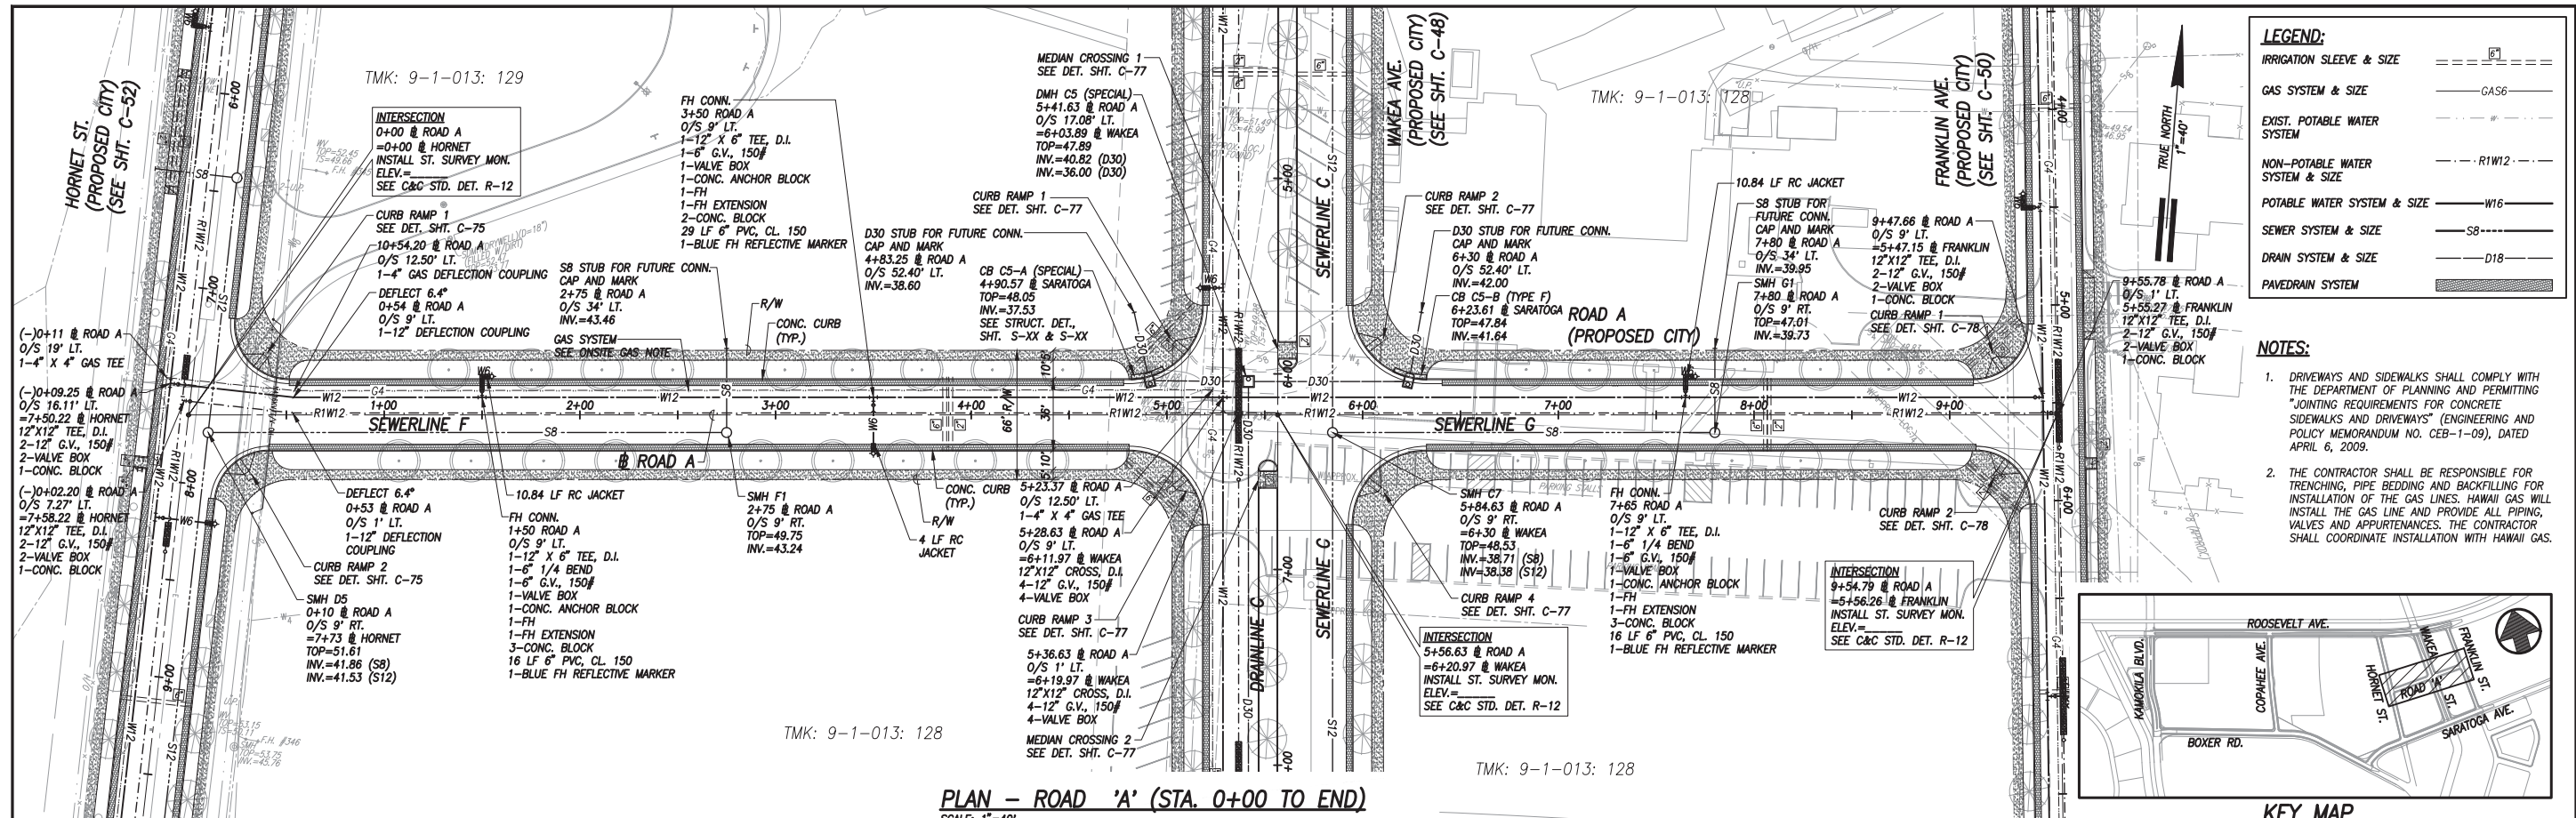 HORNET ST.
(PROPOSED CITY)
(SEE SHT. C-52)
TMK: 9-1-013: 129
INTERSECTION
0+00 ℄ ROAD A
=0+00 ℄ HORNET
INSTALL ST. SURVEY MON.
ELEV.=______
SEE C&C STD. DET. R-12
CURB RAMP 1
SEE DET. SHT. C-75
10+54.20 ℄ ROAD A
O/S 12.50' LT.
1-4" GAS DEFLECTION COUPLING
DEFLECT 6.4°
0+54 ℄ ROAD A
O/S 9' LT.
1-12" DEFLECTION COUPLING
(-)0+11 ℄ ROAD A
O/S 19' LT.
1-4" X 4" GAS TEE
(-)0+09.25 ℄ ROAD A
O/S 16.11' LT.
=7+50.22 ℄ HORNET
12"X12" TEE, D.I.
2-12" G.V., 150#
2-VALVE BOX
1-CONC. BLOCK
(-)0+02.20 ℄ ROAD A
O/S 7.27' LT.
=7+58.22 ℄ HORNET
12"X12" TEE, D.I.
2-12" G.V., 150#
2-VALVE BOX
1-CONC. BLOCK
DEFLECT 6.4°
0+53 ℄ ROAD A
O/S 1' LT.
1-12" DEFLECTION
COUPLING
CURB RAMP 2
SEE DET. SHT. C-75
SMH D5
0+10 ℄ ROAD A
O/S 9' RT.
=7+73 ℄ HORNET
TOP=51.61
INV.=41.86 (S8)
INV.=41.53 (S12)
S8 STUB FOR FUTURE CONN.
CAP AND MARK
2+75 ℄ ROAD A
O/S 34' LT.
INV.=43.46
GAS SYSTEM
SEE ONSITE GAS NOTE
FH CONN.
3+50 ROAD A
O/S 9' LT.
1-12" X 6" TEE, D.I.
1-6" G.V., 150#
1-VALVE BOX
1-CONC. ANCHOR BLOCK
1-FH
1-FH EXTENSION
2-CONC. BLOCK
29 LF 6" PVC, CL. 150
1-BLUE FH REFLECTIVE MARKER
R/W
CONC. CURB
(TYP.)
10.84 LF RC JACKET
FH CONN.
1+50 ROAD A
O/S 9' LT.
1-12" X 6" TEE, D.I.
1-6" 1/4 BEND
1-6" G.V., 150#
1-VALVE BOX
1-CONC. ANCHOR BLOCK
1-FH
1-FH EXTENSION
3-CONC. BLOCK
16 LF 6" PVC, CL. 150
1-BLUE FH REFLECTIVE MARKER
SEWERLINE F
℄ ROAD A
SMH F1
2+75 ℄ ROAD A
O/S 9' RT.
TOP=49.75
INV.=43.24
CONC. CURB
(TYP.)
R/W
4 LF RC
JACKET
MEDIAN CROSSING 1
SEE DET. SHT. C-77
DMH C5 (SPECIAL)
5+41.63 ℄ ROAD A
O/S 17.08' LT.
=6+03.89 ℄ WAKEA
TOP=47.89
INV.=40.82 (D30)
INV.=36.00 (D30)
CURB RAMP 1
SEE DET. SHT. C-77
D30 STUB FOR FUTURE CONN.
CAP AND MARK
4+83.25 ℄ ROAD A
O/S 52.40' LT.
INV.=38.60
CB C5-A (SPECIAL)
4+90.57 ℄ SARATOGA
TOP=48.05
INV.=37.53
SEE STRUCT. DET.,
SHT. S-XX & S-XX
5+23.37 ℄ ROAD A
O/S 12.50' LT.
1-4" X 4" GAS TEE
5+28.63 ℄ ROAD A
O/S 9' LT.
=6+11.97 ℄ WAKEA
12"X12" CROSS, D.I.
4-12" G.V., 150#
4-VALVE BOX
CURB RAMP 3
SEE DET. SHT. C-77
5+36.63 ℄ ROAD A
O/S 1' LT.
=6+19.97 ℄ WAKEA
12"X12" CROSS, D.I.
4-12" G.V., 150#
4-VALVE BOX
MEDIAN CROSSING 2
SEE DET. SHT. C-77
SEWERLINE C
DRAINLINE C
SEWERLINE C
WAKEA AVE.
(PROPOSED CITY)
(SEE SHT. C-48)
CURB RAMP 2
SEE DET. SHT. C-77
D30 STUB FOR FUTURE CONN.
CAP AND MARK
6+30 ℄ ROAD A
O/S 52.40' LT.
INV.=42.00
CB C5-B (TYPE F)
6+23.61 ℄ SARATOGA
TOP=47.84
INV.=41.64
ROAD A
(PROPOSED CITY)
SEWERLINE G
SMH C7
5+84.63 ℄ ROAD A
O/S 9' RT.
=6+30 ℄ WAKEA
TOP=48.53
INV.=38.71 (S8)
INV=38.38 (S12)
CURB RAMP 4
SEE DET. SHT. C-77
INTERSECTION
5+56.63 ℄ ROAD A
=6+20.97 ℄ WAKEA
INSTALL ST. SURVEY MON.
ELEV.=______
SEE C&C STD. DET. R-12
TMK: 9-1-013: 128
10.84 LF RC JACKET
S8 STUB FOR
FUTURE CONN.
CAP AND MARK
7+80 ℄ ROAD A
O/S 34' LT.
INV.=39.95
SMH G1
7+80 ℄ ROAD A
O/S 9' RT.
TOP=47.01
INV.=39.73
FH CONN.
7+65 ROAD A
O/S 9' LT.
1-12" X 6" TEE, D.I.
1-6" 1/4 BEND
1-6" G.V., 150#
1-VALVE BOX
1-CONC. ANCHOR BLOCK
1-FH
1-FH EXTENSION
3-CONC. BLOCK
16 LF 6" PVC, CL. 150
1-BLUE FH REFLECTIVE MARKER
FRANKLIN AVE.
(PROPOSED CITY)
(SEE SHT. C-50)
9+47.66 ℄ ROAD A
O/S 9' LT.
=5+47.15 ℄ FRANKLIN
12"X12" TEE, D.I.
2-12" G.V., 150#
2-VALVE BOX
1-CONC. BLOCK
CURB RAMP 1
SEE DET. SHT. C-78
CURB RAMP 2
SEE DET. SHT. C-78
INTERSECTION
9+54.79 ℄ ROAD A
=5+56.26 ℄ FRANKLIN
INSTALL ST. SURVEY MON.
ELEV.=______
SEE C&C STD. DET. R-12
9+55.78 ℄ ROAD A
O/S 1' LT.
5+55.27 ℄ FRANKLIN
12"X12" TEE, D.I.
2-12" G.V., 150#
2-VALVE BOX
1-CONC. BLOCK
TRUE NORTH
1"=40'
TMK: 9-1-013: 128
TMK: 9-1-013: 128
1+00 2+00 3+00 4+00 5+00 6+00 7+00 8+00 9+00
PLAN - ROAD 'A' (STA. 0+00 TO END)
SCALE: 1"=40'
LEGEND:
IRRIGATION SLEEVE & SIZE 6"
GAS SYSTEM & SIZE GAS6
EXIST. POTABLE WATER
SYSTEM
NON-POTABLE WATER R1W12
SYSTEM & SIZE
POTABLE WATER SYSTEM & SIZE W16
SEWER SYSTEM & SIZE S8
DRAIN SYSTEM & SIZE D18
PAVEDRAIN SYSTEM
NOTES:
1. DRIVEWAYS AND SIDEWALKS SHALL COMPLY WITH
THE DEPARTMENT OF PLANNING AND PERMITTING
"JOINTING REQUIREMENTS FOR CONCRETE
SIDEWALKS AND DRIVEWAYS" (ENGINEERING AND
POLICY MEMORANDUM NO. CEB-1-09), DATED
APRIL 6, 2009.
2. THE CONTRACTOR SHALL BE RESPONSIBLE FOR
TRENCHING, PIPE BEDDING AND BACKFILLING FOR
INSTALLATION OF THE GAS LINES. HAWAII GAS WILL
INSTALL THE GAS LINE AND PROVIDE ALL PIPING,
VALVES AND APPURTENANCES. THE CONTRACTOR
SHALL COORDINATE INSTALLATION WITH HAWAII GAS.
ROOSEVELT AVE.
KAMOKILA BLVD.
COPAHEE AVE.
HORNET ST.
WAKEA ST.
FRANKLIN ST.
ROAD 'A'
SARATOGA AVE.
BOXER RD.
KEY MAP